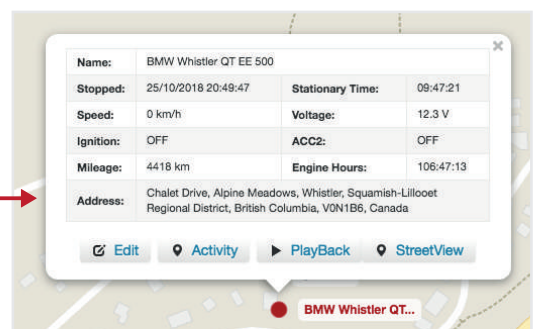 Name: BMW Whistler QT EE 500
Stopped: 25/10/2018 20:49:47 Stationary Time: 09:47:21
Speed: 0 km/h Voltage: 12.3 V
Ignition: OFF ACC2: OFF
Mileage: 4418 km Engine Hours: 106:47:13
Address: Chalet Drive, Alpine Meadows, Whistler, Squamish-Lillooet
Regional District, British Columbia, V0N1B6, Canada
Edit Activity PlayBack StreetView
BMW Whistler QT...